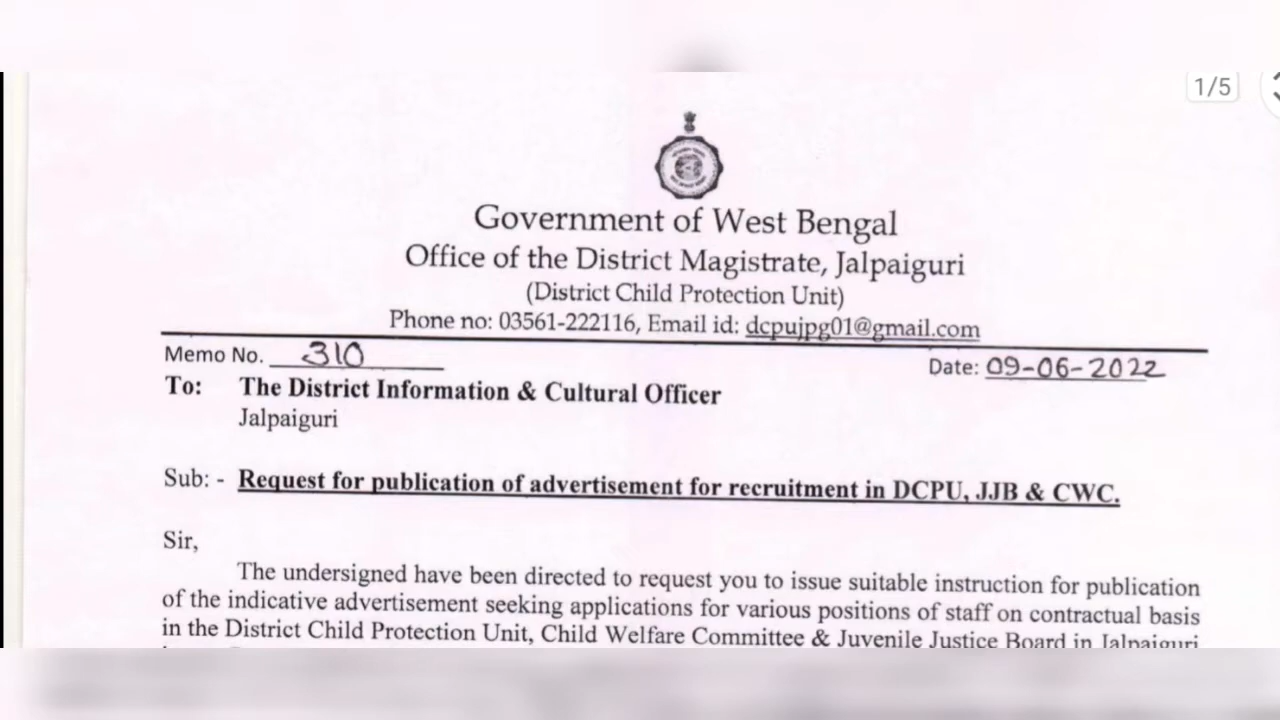 1/5
Government of West Bengal
Office of the District Magistrate, Jalpaiguri
(District Child Protection Unit)
Phone no: 03561-222116, Email id: dcpujpg01@gmail.com
Memo No. 310
Date: 09-06-2022
To: The District Information & Cultural Officer
Jalpaiguri
Sub: - Request for publication of advertisement for recruitment in DCPU, JJB & CWC.
Sir,
The undersigned have been directed to request you to issue suitable instruction for publication
of the indicative advertisement seeking applications for various positions of staff on contractual basis
in the District Child Protection Unit, Child Welfare Committee & Juvenile Justice Board in Jalpaiguri